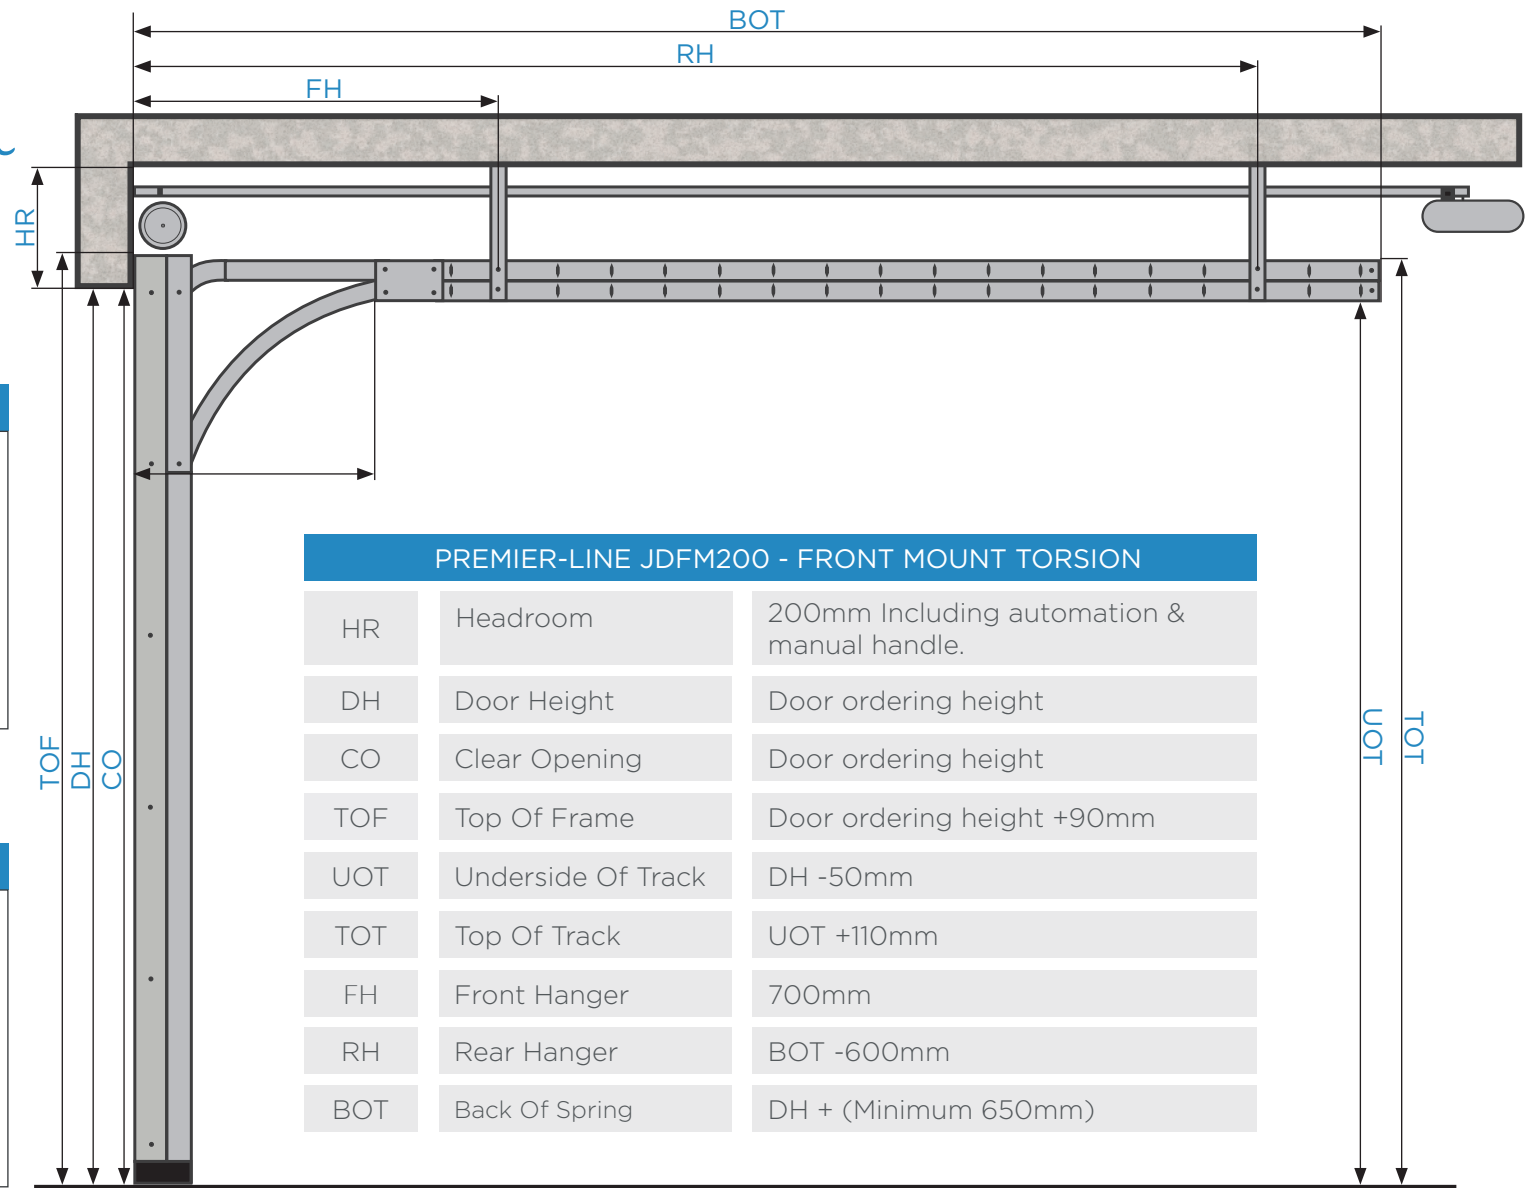 BOT
RH
FH
HR
TOF
DH
CO
UOT
TOT
PREMIER-LINE JDFM200 - FRONT MOUNT TORSION
HR Headroom 200mm Including automation &
manual handle.
DH Door Height Door ordering height
CO Clear Opening Door ordering height
TOF Top Of Frame Door ordering height +90mm
UOT Underside Of Track DH -50mm
TOT Top Of Track UOT +110mm
FH Front Hanger 700mm
RH Rear Hanger BOT -600mm
BOT Back Of Spring DH + (Minimum 650mm)